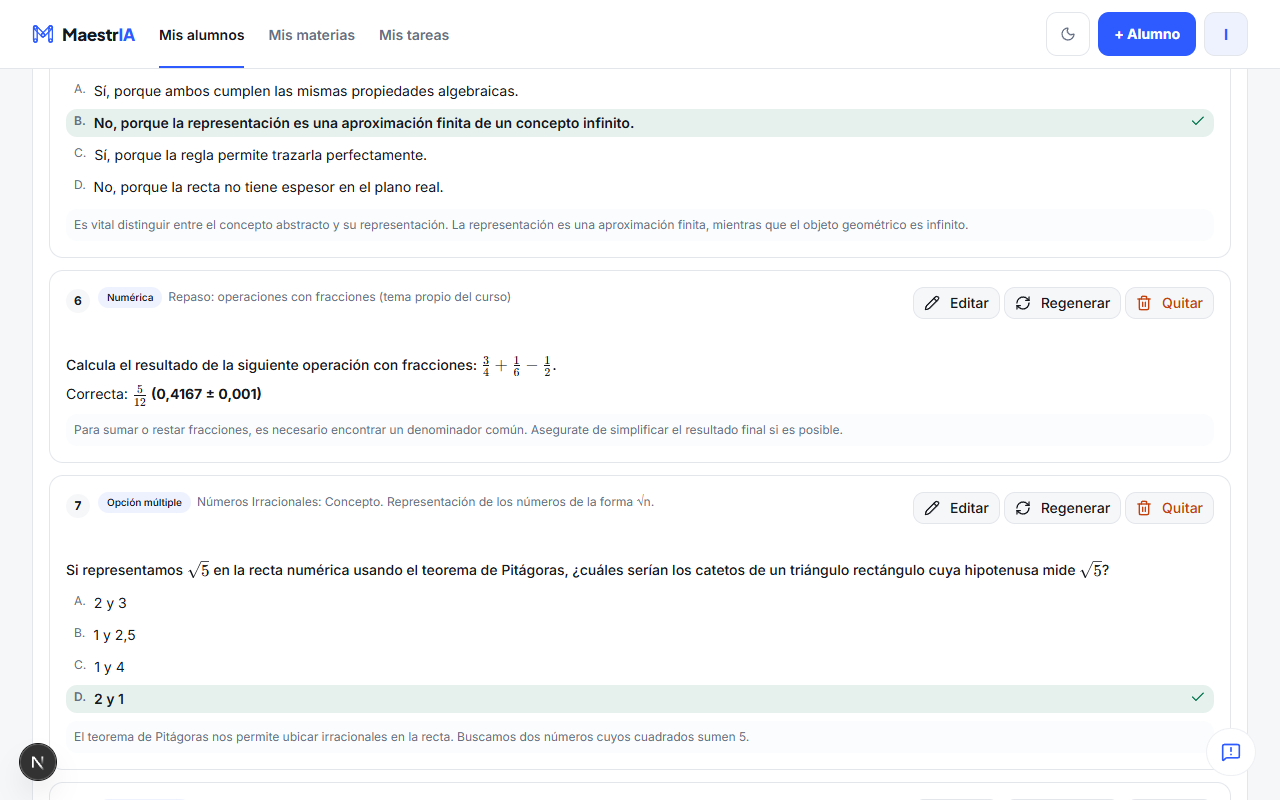 MaestrIA Mis alumnos Mis materias Mis tareas + Alumno I
A. Sí, porque ambos cumplen las mismas propiedades algebraicas.
B. No, porque la representación es una aproximación finita de un concepto infinito.
C. Sí, porque la regla permite trazarla perfectamente.
D. No, porque la recta no tiene espesor en el plano real.
Es vital distinguir entre el concepto abstracto y su representación. La representación es una aproximación finita, mientras que el objeto geométrico es infinito.
6 Numérica Repaso: operaciones con fracciones (tema propio del curso) Editar Regenerar Quitar
Calcula el resultado de la siguiente operación con fracciones: 3/4 + 1/6 − 1/2.
Correcta: 5/12 (0,4167 ± 0,001)
Para sumar o restar fracciones, es necesario encontrar un denominador común. Asegurate de simplificar el resultado final si es posible.
7 Opción múltiple Números Irracionales: Concepto. Representación de los números de la forma √n. Editar Regenerar Quitar
Si representamos √5 en la recta numérica usando el teorema de Pitágoras, ¿cuáles serían los catetos de un triángulo rectángulo cuya hipotenusa mide √5?
A. 2 y 3
B. 1 y 2,5
C. 1 y 4
D. 2 y 1
El teorema de Pitágoras nos permite ubicar irracionales en la recta. Buscamos dos números cuyos cuadrados sumen 5.
N